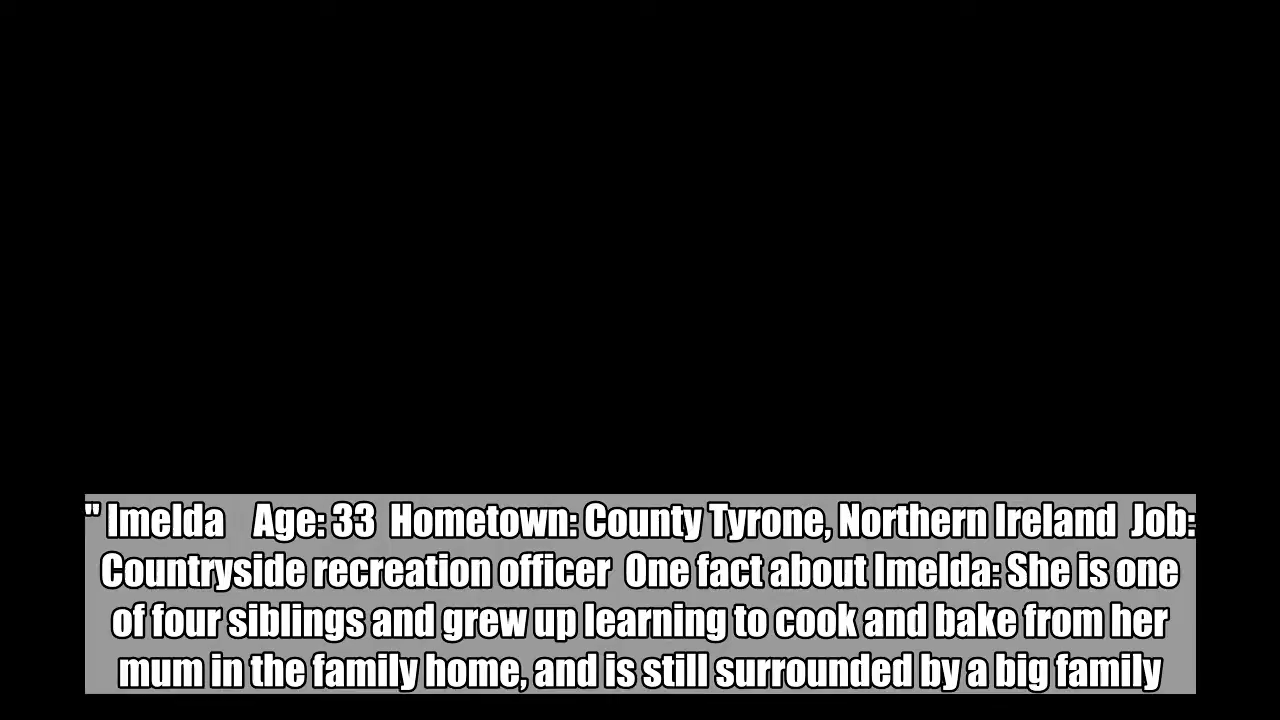 " Imelda    Age: 33  Hometown: County Tyrone, Northern Ireland  Job:
Countryside recreation officer  One fact about Imelda: She is one
of four siblings and grew up learning to cook and bake from her
mum in the family home, and is still surrounded by a big family